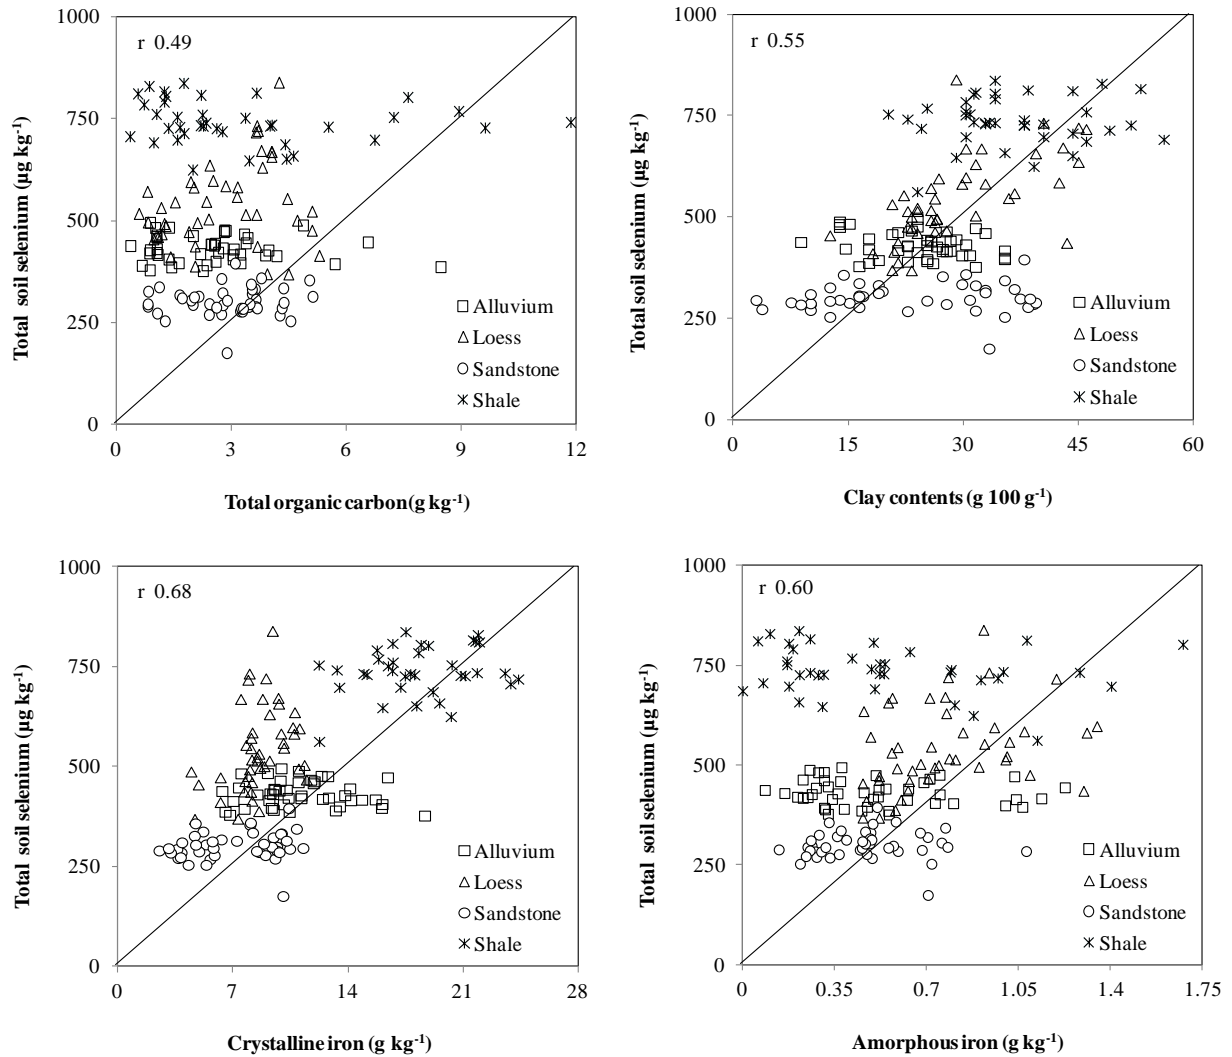 1000
750
500
250
0
r 0.49
Total soil selenium (µg kg⁻¹)
Alluvium
Loess
Sandstone
Shale
0 3 6 9 12
Total organic carbon(g kg⁻¹)
1000
750
500
250
0
r 0.55
Total soil selenium (µg kg⁻¹)
Alluvium
Loess
Sandstone
Shale
0 15 30 45 60
Clay contents (g 100 g⁻¹)
1000
750
500
250
0
r 0.68
Total soil selenium (µg kg⁻¹)
Alluvium
Loess
Sandstone
Shale
0 7 14 21 28
Crystalline iron (g kg⁻¹)
1000
750
500
250
0
r 0.60
Total soil selenium (µg kg⁻¹)
Alluvium
Loess
Sandstone
Shale
0 0.35 0.7 1.05 1.4 1.75
Amorphous iron (g kg⁻¹)